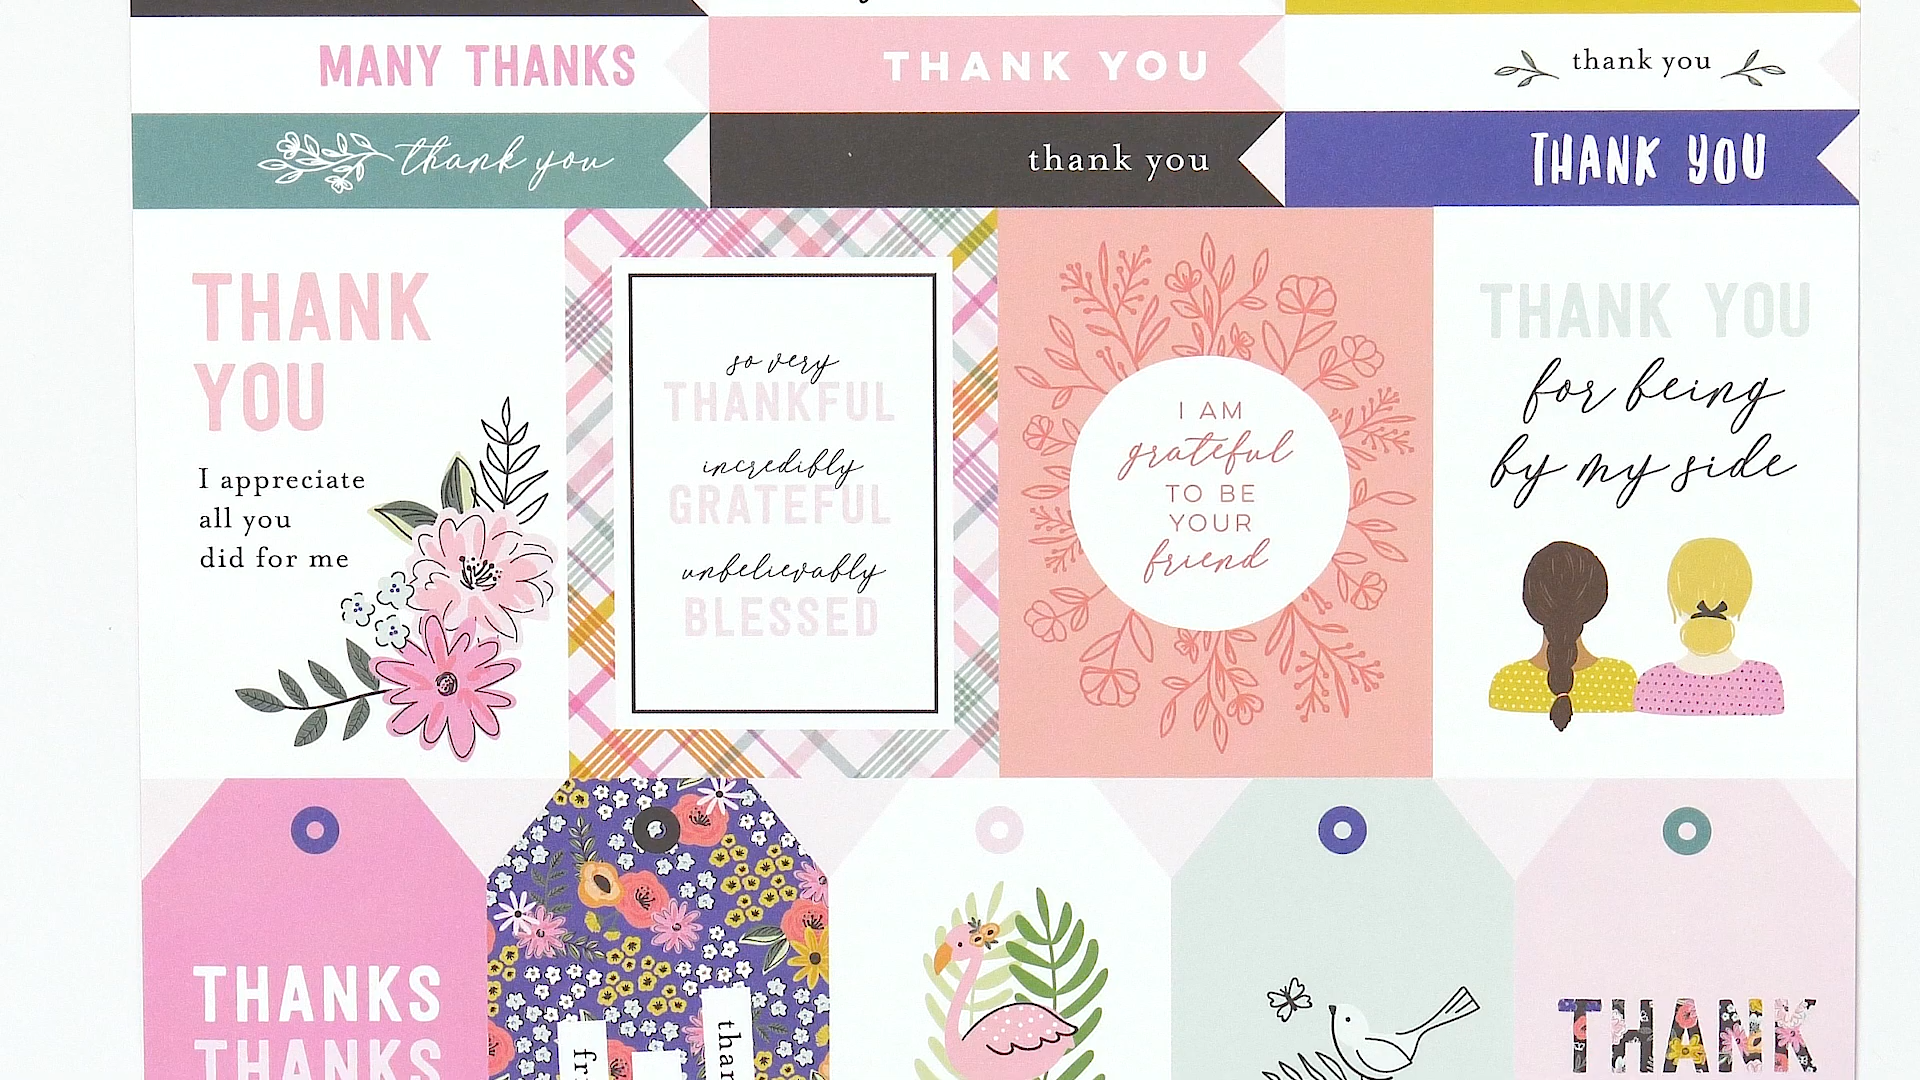 MANY THANKS
THANK YOU
thank you
thank you
thank you
THANK YOU
THANK
YOU
I appreciate
all you
did for me
so very
THANKFUL
incredibly
GRATEFUL
unbelievably
BLESSED
I AM
grateful
TO BE
YOUR
friend
THANK YOU
for being
by my side
THANKS
THANKS
THANK